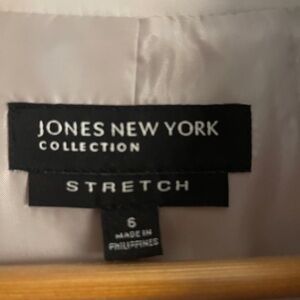 JONES NEW YORK
COLLECTION
STRETCH
6
MADE IN
PHILIPPINES